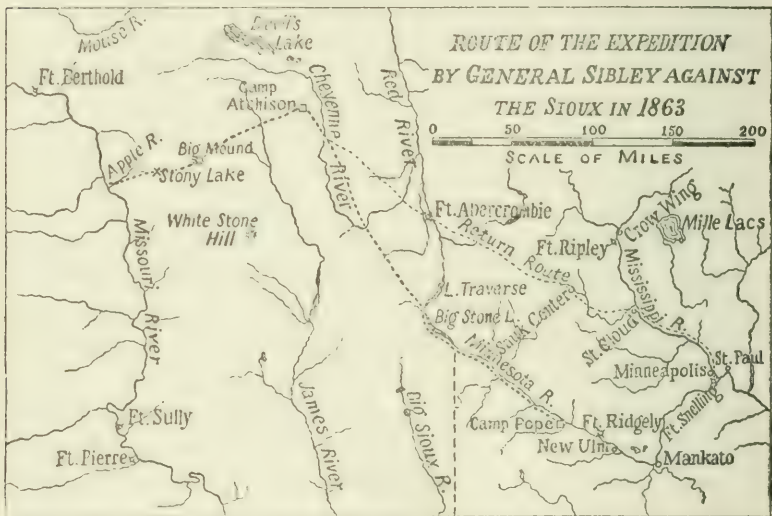 ROUTE OF THE EXPEDITION
BY GENERAL SIBLEY AGAINST
THE SIOUX IN 1863
0 50 100 150 200
SCALE OF MILES
Mouse R.
Devil's
Lake
Ft. Berthold
Camp
Atchison
Cheyenne
River
Red
River
Apple R.
Big Mound
Stony Lake
White Stone
Hill
Missouri
River
Ft. Abercrombie
Return Route
Ft. Ripley
Crow Wing
Mille Lacs
Mississippi R.
L. Traverse
Big Stone L.
Sauk Center
St. Cloud
Minnesota R.
Minneapolis
St. Paul
Ft. Snelling
Camp Pope
Ft. Ridgely
New Ulm
Mankato
Ft. Sully
Ft. Pierre
James
River
Big Sioux R.